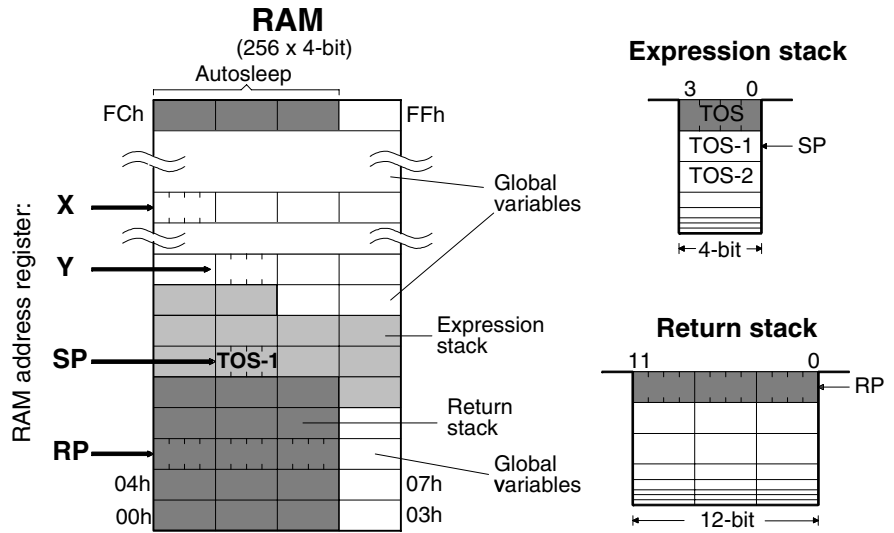 RAM
(256 x 4-bit)
Autosleep
FCh
FFh
RAM address register:
X
Y
SP
TOS-1
RP
04h
00h
07h
03h
Global
variables
Expression
stack
Return
stack
Global
variables
Expression stack
3 0
TOS
TOS-1
SP
TOS-2
4-bit
Return stack
11 0
RP
12-bit